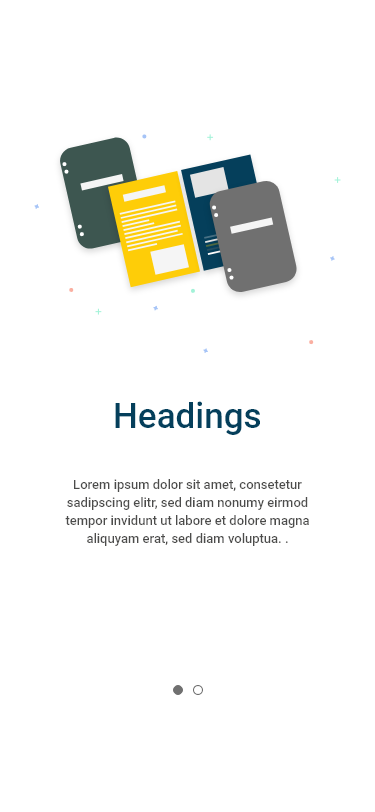 Headings
Lorem ipsum dolor sit amet, consetetur
sadipscing elitr, sed diam nonumy eirmod
tempor invidunt ut labore et dolore magna
aliquyam erat, sed diam voluptua. .